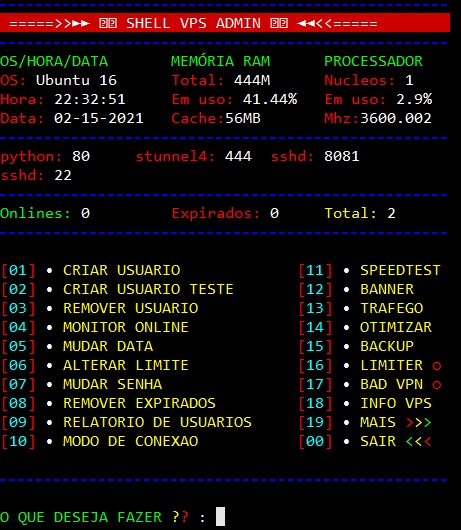 =====>>►► ⍰⍰ SHELL VPS ADMIN ⍰⍰ ◄◄<<=====
OS/HORA/DATA MEMÓRIA RAM PROCESSADOR
OS: Ubuntu 16 Total: 444M Nucleos: 1
Hora: 22:32:51 Em uso: 41.44% Em uso: 2.9%
Data: 02-15-2021 Cache:56MB Mhz:3600.002
python: 80 stunnel4: 444 sshd: 8081
sshd: 22
Onlines: 0 Expirados: 0 Total: 2
[01] • CRIAR USUARIO [11] • SPEEDTEST
[02] • CRIAR USUARIO TESTE [12] • BANNER
[03] • REMOVER USUARIO [13] • TRAFEGO
[04] • MONITOR ONLINE [14] • OTIMIZAR
[05] • MUDAR DATA [15] • BACKUP
[06] • ALTERAR LIMITE [16] • LIMITER ○
[07] • MUDAR SENHA [17] • BAD VPN ○
[08] • REMOVER EXPIRADOS [18] • INFO VPS
[09] • RELATORIO DE USUARIOS [19] • MAIS >>>
[10] • MODO DE CONEXAO [00] • SAIR <<<
O QUE DESEJA FAZER ?? :